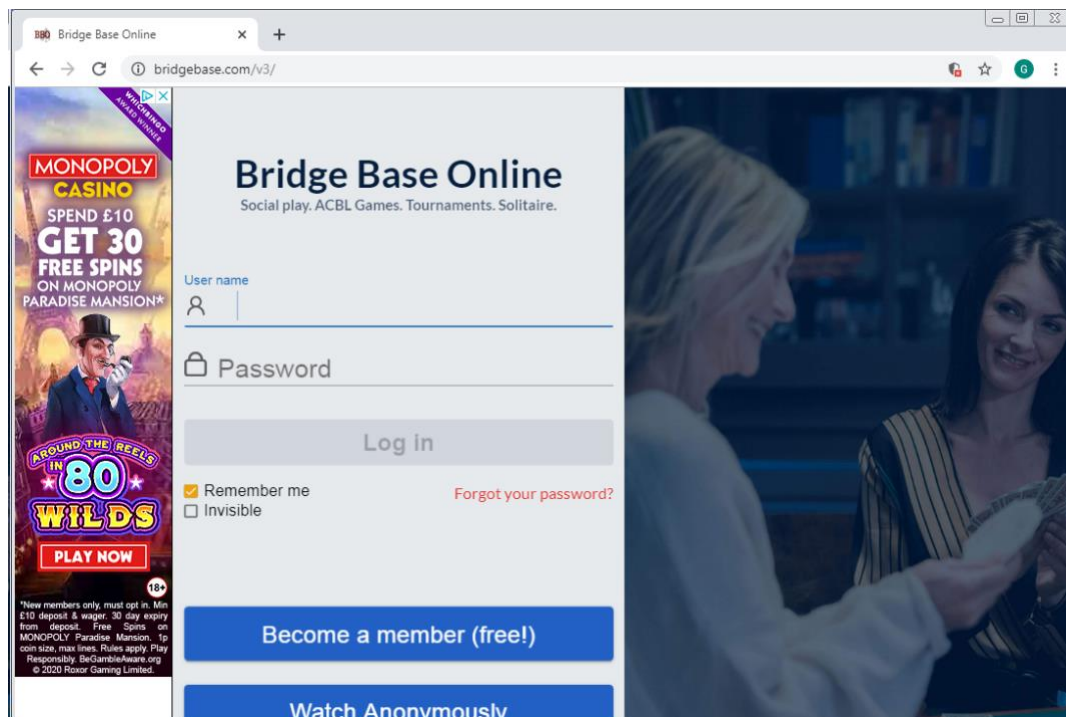 BBO Bridge Base Online
bridgebase.com/v3/
G
WHICHBINGO
AWARD WINNER
MONOPOLY
CASINO
SPEND £10
GET 30
FREE SPINS
ON MONOPOLY
PARADISE MANSION*
AROUND THE REELS
IN 80
WILDS
PLAY NOW
18+
*New members only, must opt in. Min
£10 deposit & wager. 30 day expiry
from deposit. Free Spins on
MONOPOLY Paradise Mansion. 1p
coin size, max lines. Rules apply. Play
Responsibly. BeGambleAware.org
© 2020 Roxor Gaming Limited.
Bridge Base Online
Social play. ACBL Games. Tournaments. Solitaire.
User name
Password
Log in
Remember me
Forgot your password?
Invisible
Become a member (free!)
Watch Anonymously